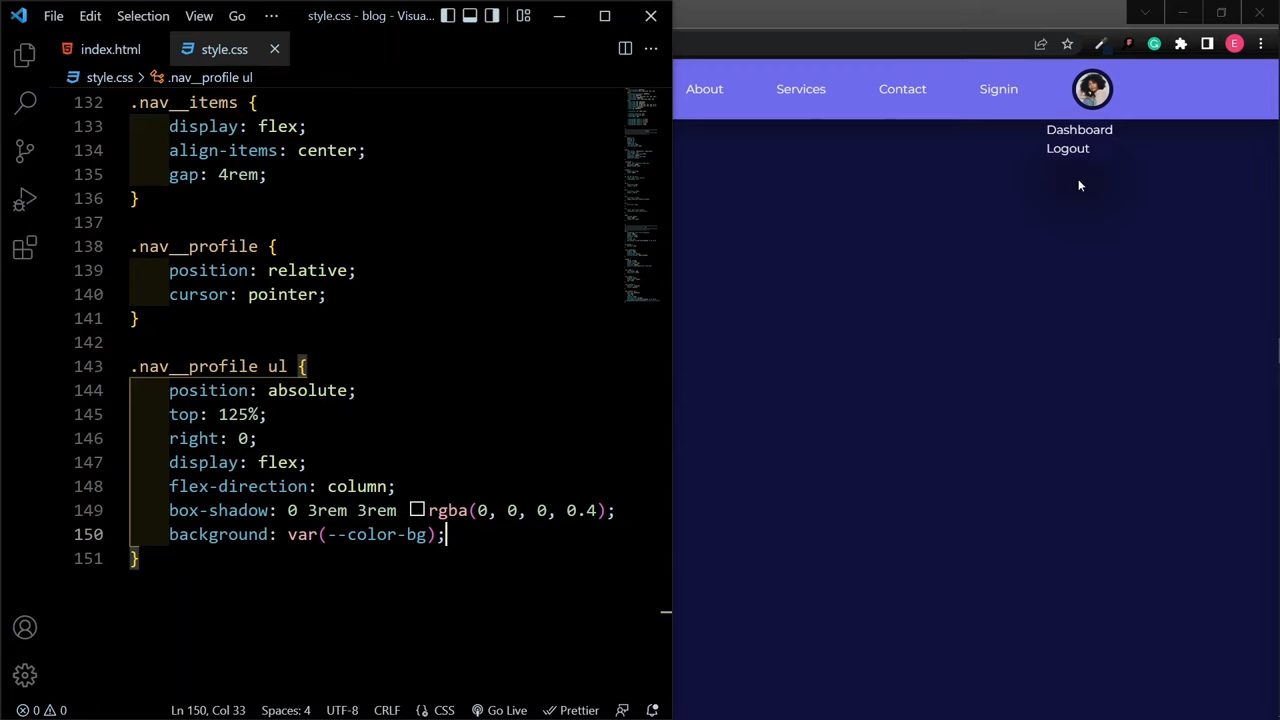 File Edit Selection View Go ··· style.css - blog - Visua...
index.html style.css
style.css > .nav__profile ul
132 .nav__items {
133 display: flex;
134 align-items: center;
135 gap: 4rem;
136 }
137
138 .nav__profile {
139 position: relative;
140 cursor: pointer;
141 }
142
143 .nav__profile ul {
144 position: absolute;
145 top: 125%;
146 right: 0;
147 display: flex;
148 flex-direction: column;
149 box-shadow: 0 3rem 3rem rgba(0, 0, 0, 0.4);
150 background: var(--color-bg);
151 }
0 0 Ln 150, Col 33 Spaces: 4 UTF-8 CRLF {} CSS Go Live Prettier
E
About Services Contact Signin
Dashboard
Logout